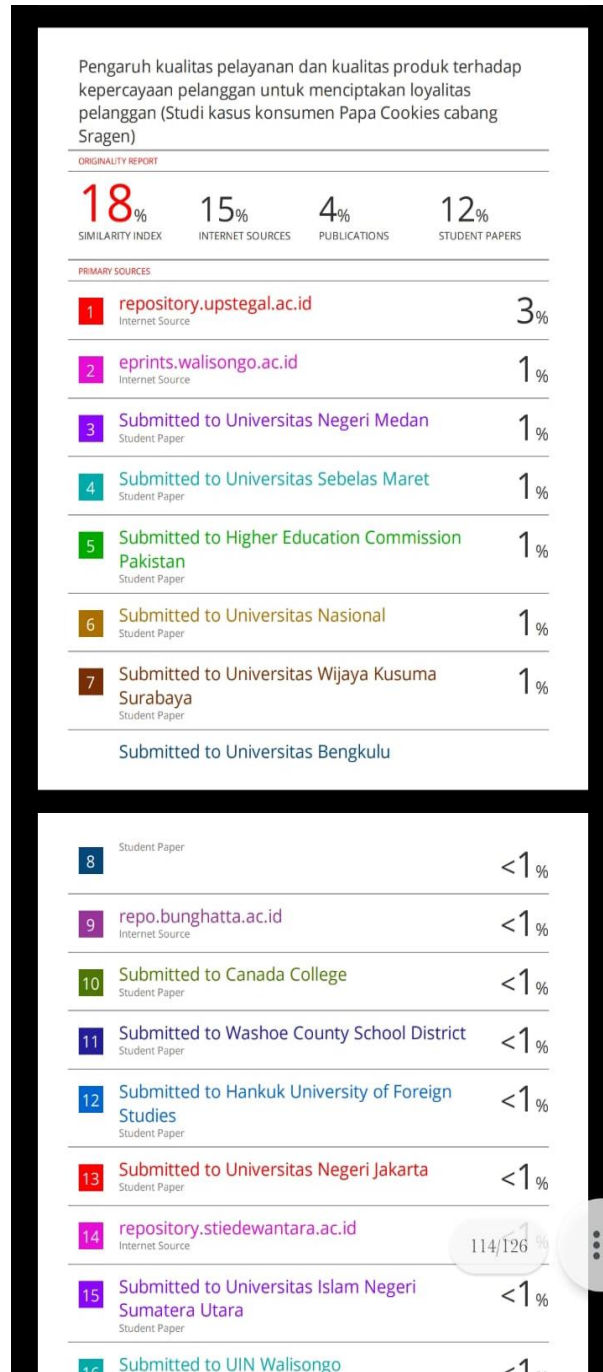 Pengaruh kualitas pelayanan dan kualitas produk terhadap
kepercayaan pelanggan untuk menciptakan loyalitas
pelanggan (Studi kasus konsumen Papa Cookies cabang
Sragen)
ORIGINALITY REPORT
18% 15% 4% 12%
SIMILARITY INDEX INTERNET SOURCES PUBLICATIONS STUDENT PAPERS
PRIMARY SOURCES
1 repository.upstegal.ac.id 3%
Internet Source
2 eprints.walisongo.ac.id 1%
Internet Source
3 Submitted to Universitas Negeri Medan 1%
Student Paper
4 Submitted to Universitas Sebelas Maret 1%
Student Paper
5 Submitted to Higher Education Commission 1%
Pakistan
Student Paper
6 Submitted to Universitas Nasional 1%
Student Paper
7 Submitted to Universitas Wijaya Kusuma 1%
Surabaya
Student Paper
Submitted to Universitas Bengkulu
Student Paper
8 <1%
9 repo.bunghatta.ac.id <1%
Internet Source
10 Submitted to Canada College <1%
Student Paper
11 Submitted to Washoe County School District <1%
Student Paper
12 Submitted to Hankuk University of Foreign <1%
Studies
Student Paper
13 Submitted to Universitas Negeri Jakarta <1%
Student Paper
14 repository.stiedewantara.ac.id
Internet Source
114/126
15 Submitted to Universitas Islam Negeri <1%
Sumatera Utara
Student Paper
16 Submitted to UIN Walisongo <1